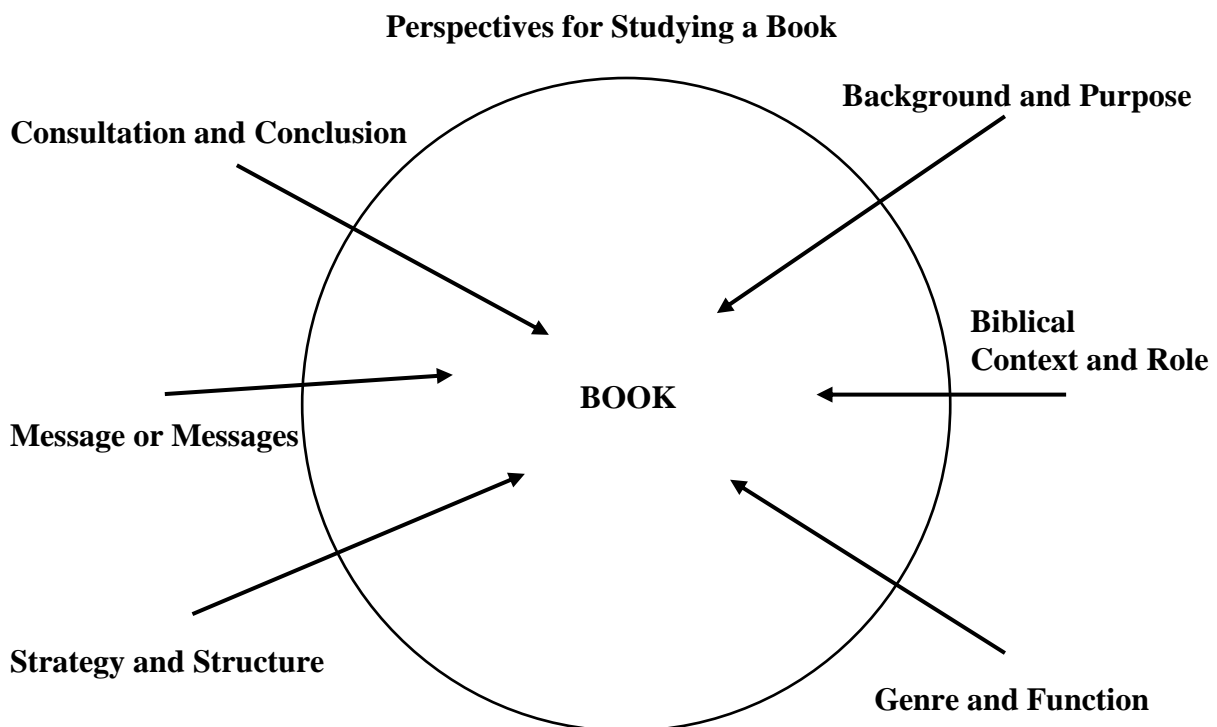 Perspectives for Studying a Book
Background and Purpose
Consultation and Conclusion
Biblical
Context and Role
BOOK
Message or Messages
Strategy and Structure
Genre and Function